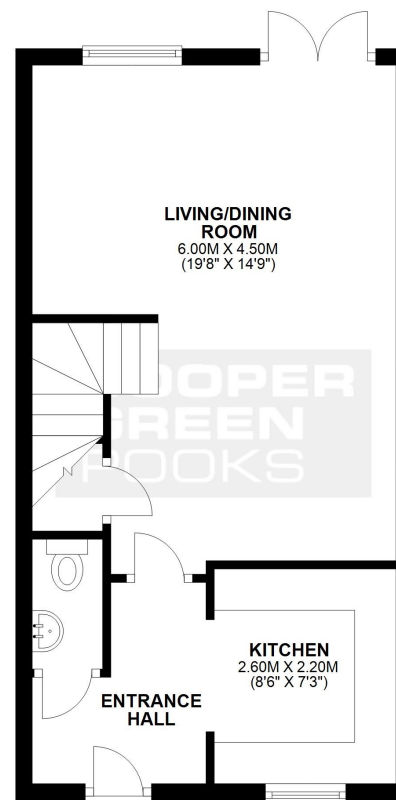 LIVING/DINING
ROOM
6.00M X 4.50M
(19'8" X 14'9")
COOPER
GREEN
POOKS
KITCHEN
2.60M X 2.20M
(8'6" X 7'3")
ENTRANCE
HALL